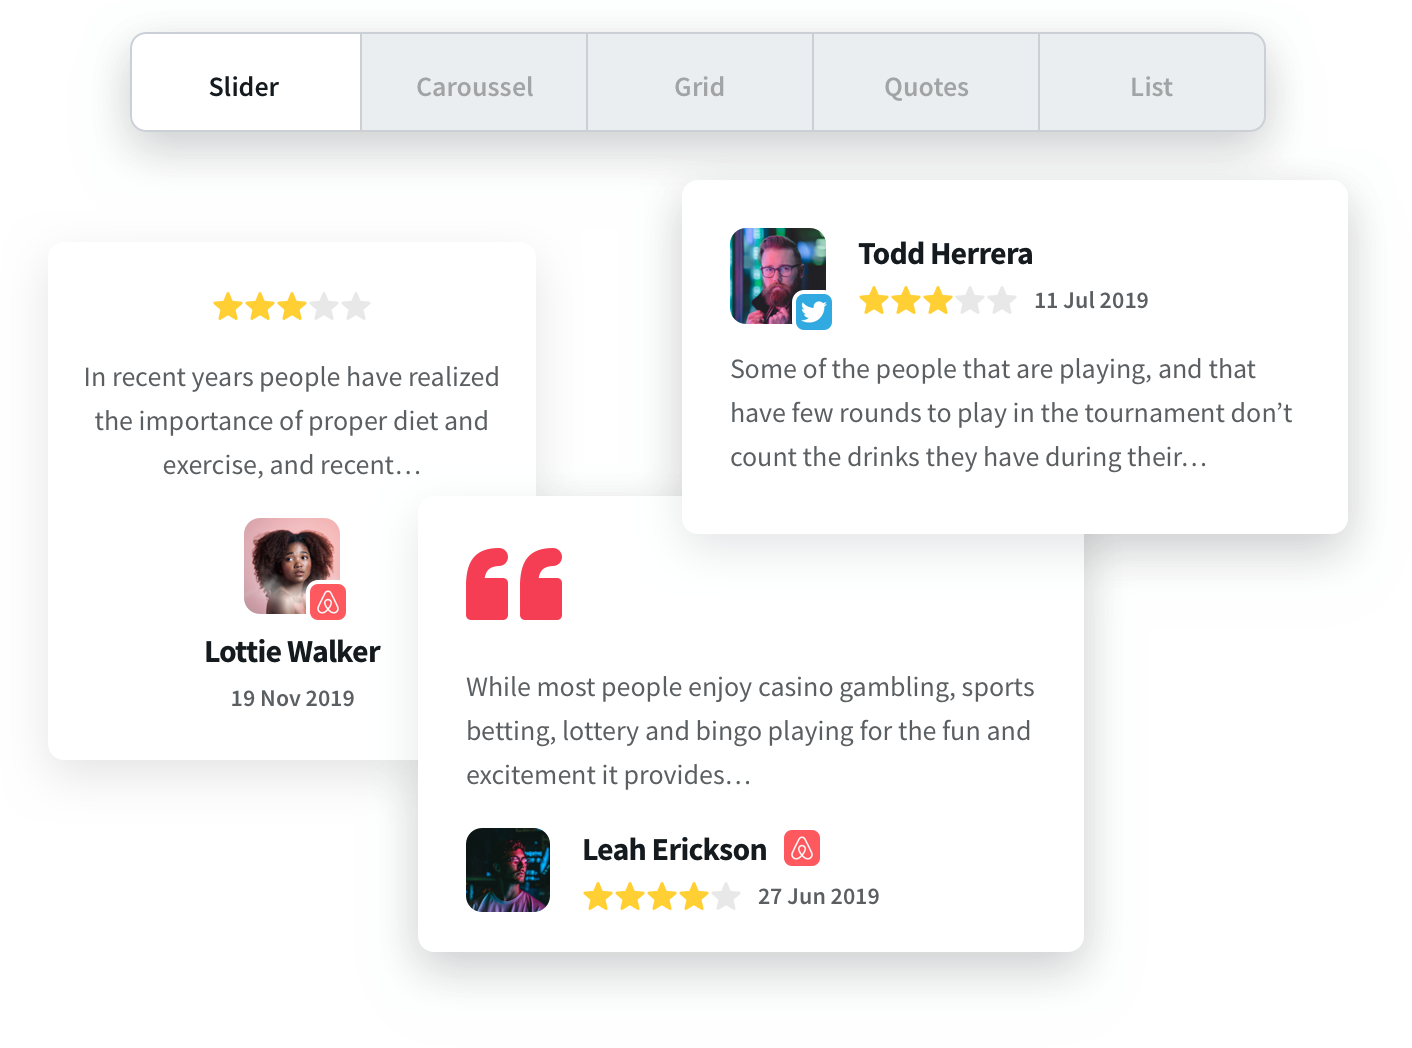 Slider
Caroussel
Grid
Quotes
List
In recent years people have realized
the importance of proper diet and
exercise, and recent…
Lottie Walker
19 Nov 2019
Todd Herrera
11 Jul 2019
Some of the people that are playing, and that
have few rounds to play in the tournament don’t
count the drinks they have during their…
While most people enjoy casino gambling, sports
betting, lottery and bingo playing for the fun and
excitement it provides…
Leah Erickson
27 Jun 2019